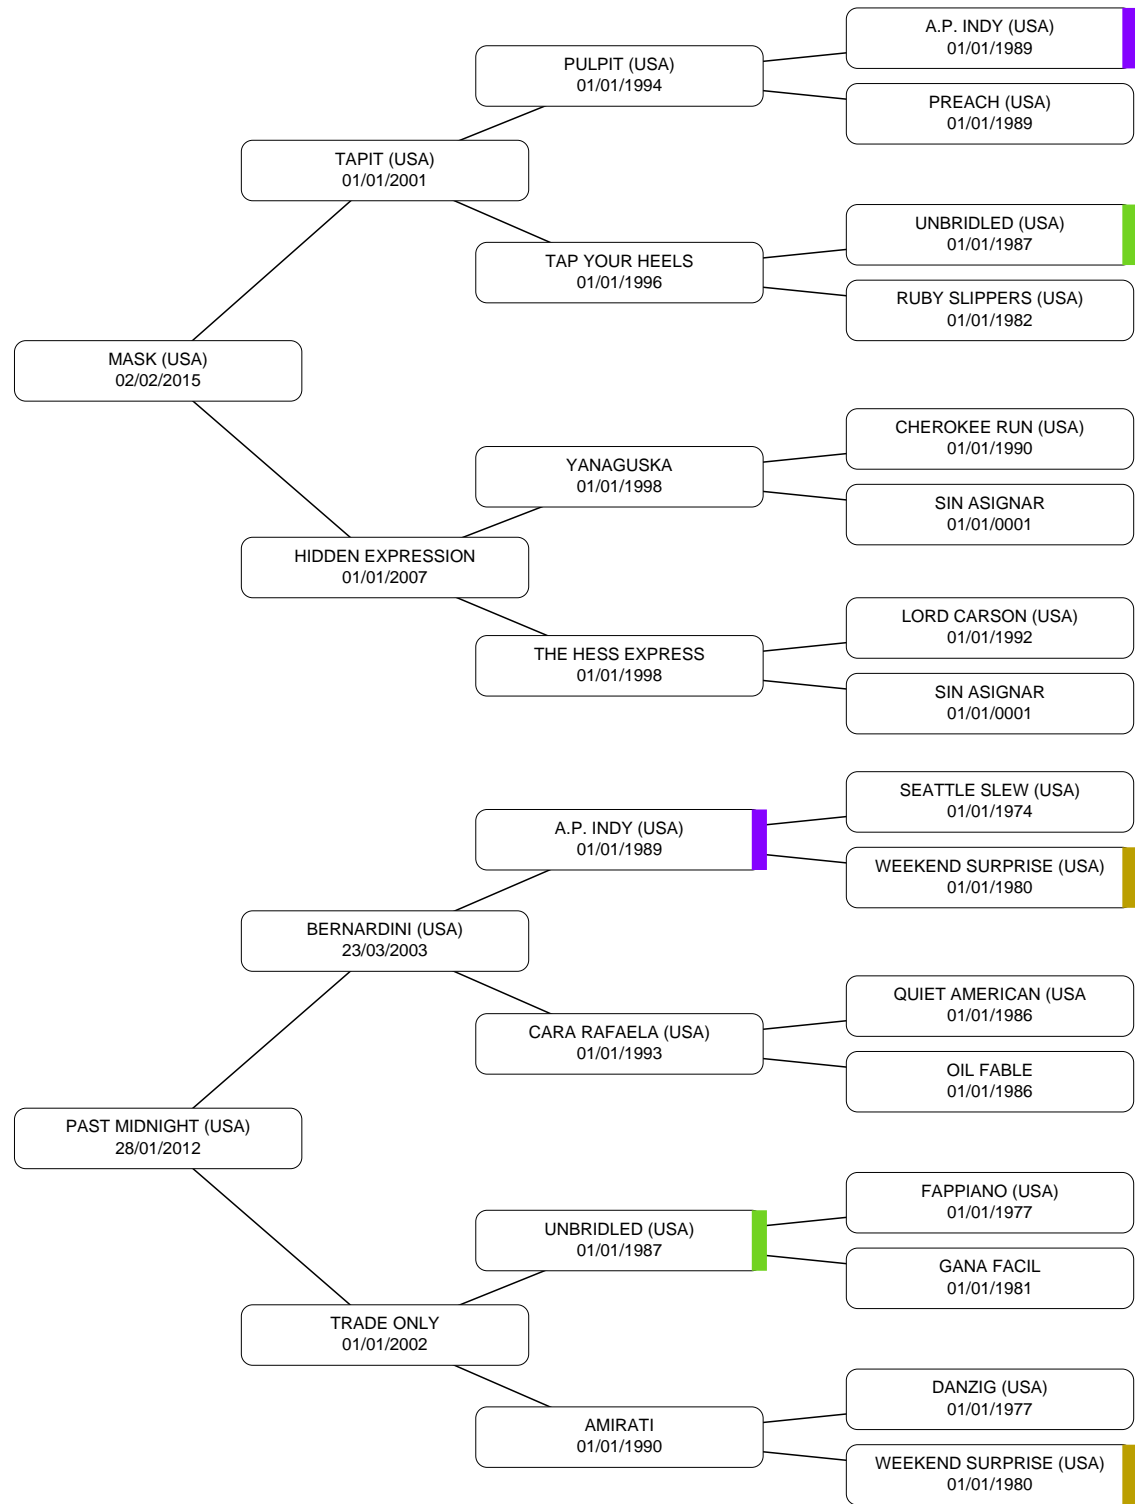 A.P. INDY (USA)
01/01/1989
PULPIT (USA)
01/01/1994
PREACH (USA)
01/01/1989
TAPIT (USA)
01/01/2001
UNBRIDLED (USA)
01/01/1987
TAP YOUR HEELS
01/01/1996
RUBY SLIPPERS (USA)
01/01/1982
MASK (USA)
02/02/2015
CHEROKEE RUN (USA)
01/01/1990
YANAGUSKA
01/01/1998
SIN ASIGNAR
01/01/0001
HIDDEN EXPRESSION
01/01/2007
LORD CARSON (USA)
01/01/1992
THE HESS EXPRESS
01/01/1998
SIN ASIGNAR
01/01/0001
SEATTLE SLEW (USA)
01/01/1974
A.P. INDY (USA)
01/01/1989
WEEKEND SURPRISE (USA)
01/01/1980
BERNARDINI (USA)
23/03/2003
QUIET AMERICAN (USA
01/01/1986
CARA RAFAELA (USA)
01/01/1993
OIL FABLE
01/01/1986
PAST MIDNIGHT (USA)
28/01/2012
FAPPIANO (USA)
01/01/1977
UNBRIDLED (USA)
01/01/1987
GANA FACIL
01/01/1981
TRADE ONLY
01/01/2002
DANZIG (USA)
01/01/1977
AMIRATI
01/01/1990
WEEKEND SURPRISE (USA)
01/01/1980